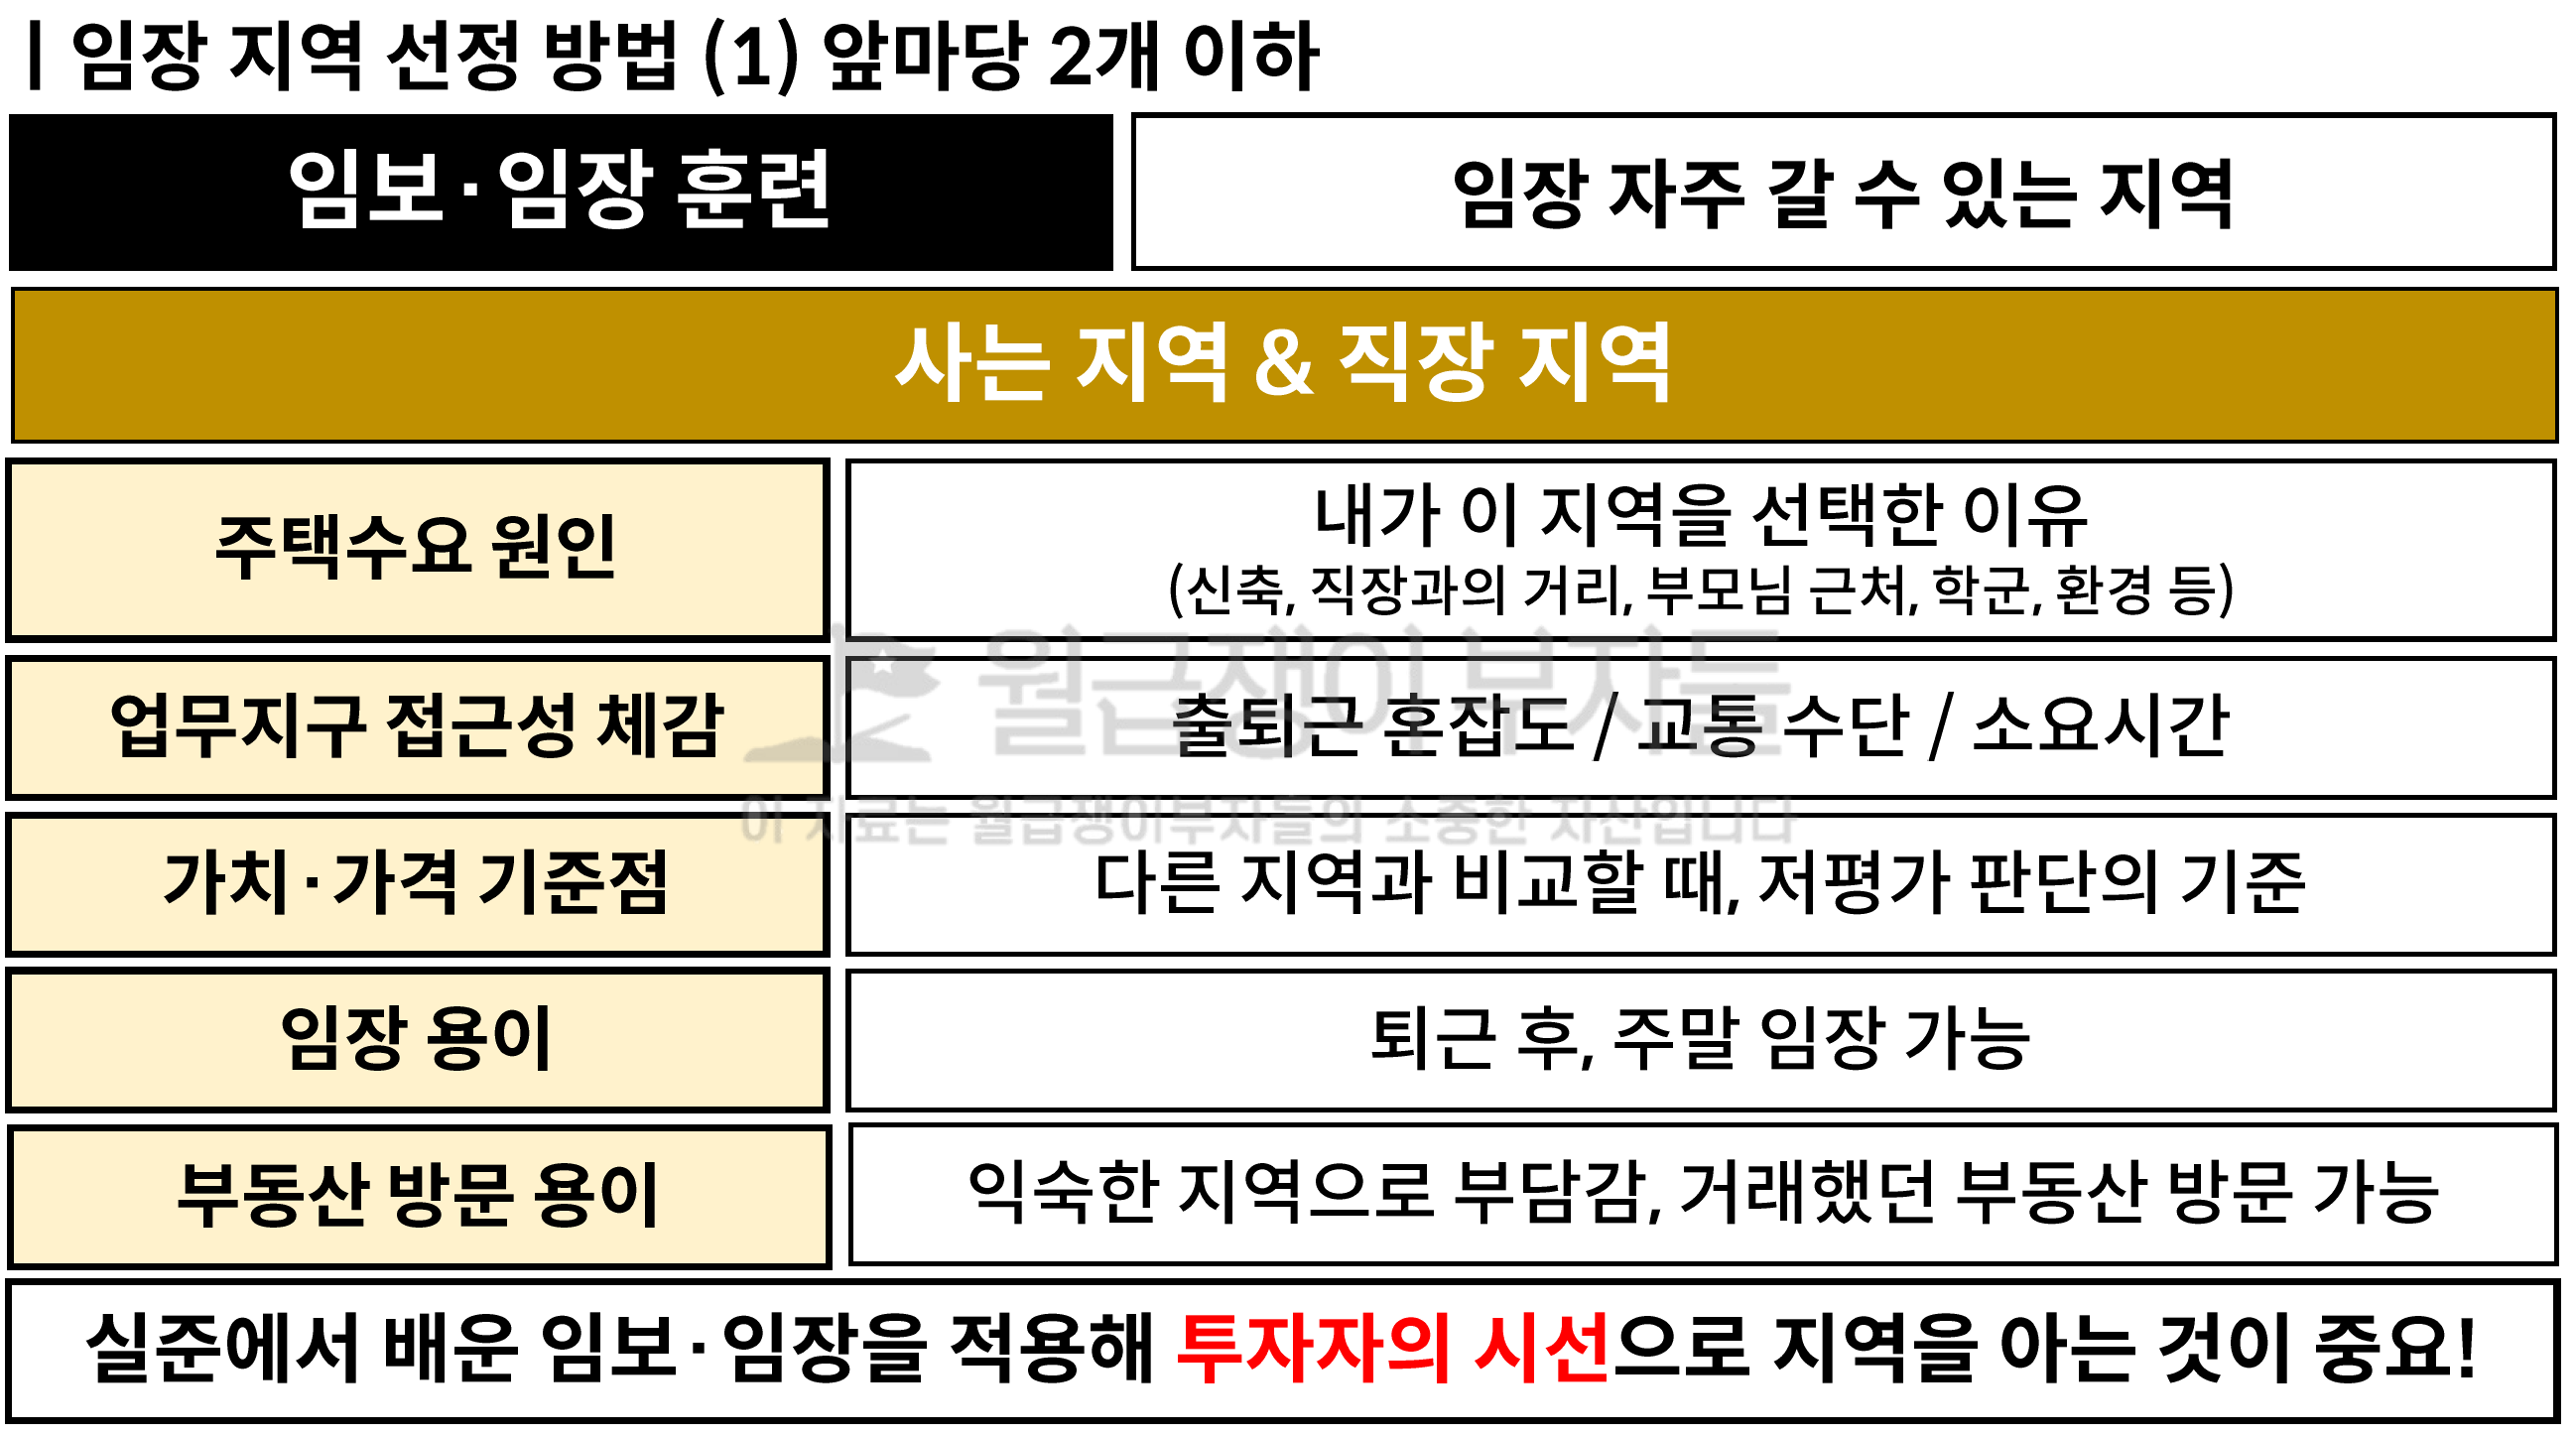 | 임장 지역 선정 방법 (1) 앞마당 2개 이하
임보·임장 훈련
임장 자주 갈 수 있는 지역
사는 지역 & 직장 지역
주택수요 원인
내가 이 지역을 선택한 이유
(신축, 직장과의 거리, 부모님 근처, 학군, 환경 등)
업무지구 접근성 체감
출퇴근 혼잡도 / 교통 수단 / 소요시간
가치·가격 기준점
다른 지역과 비교할 때, 저평가 판단의 기준
임장 용이
퇴근 후, 주말 임장 가능
부동산 방문 용이
익숙한 지역으로 부담감, 거래했던 부동산 방문 가능
실준에서 배운 임보·임장을 적용해 투자자의 시선으로 지역을 아는 것이 중요!
월급쟁이부자들
이 자료는 월급쟁이부자들의 소중한 자산입니다